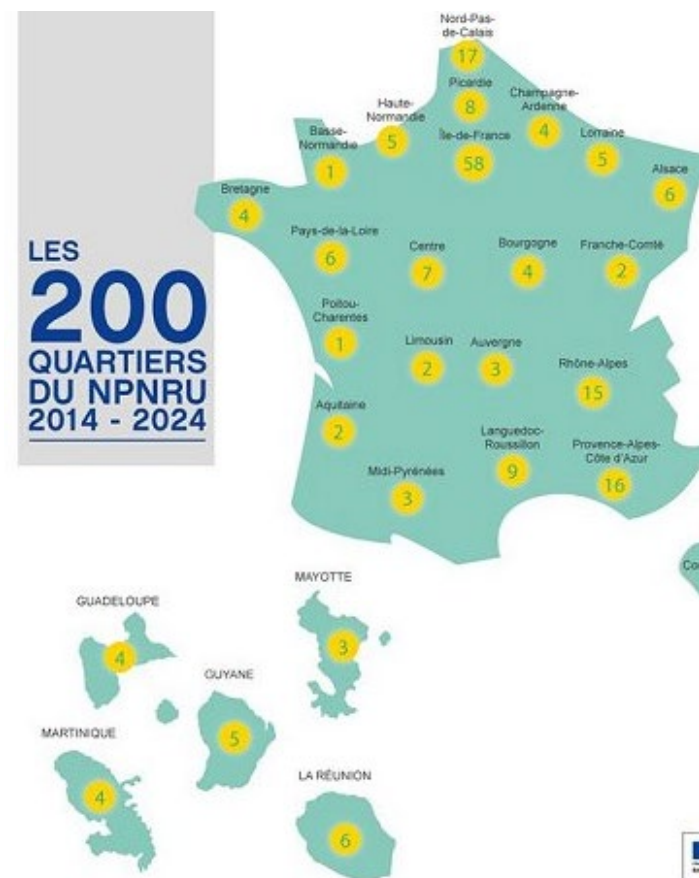 LES
200
QUARTIERS
DU NPNRU
2014 - 2024
Nord-Pas-
de-Calais
17
Picardie
8
Haute-
Normandie
5
Île-de-France
58
Champagne-
Ardenne
4
Lorraine
5
Alsace
6
Basse-
Normandie
1
Bretagne
4
Pays-de-la-Loire
6
Centre
7
Bourgogne
4
Franche-Comté
2
Poitou-
Charentes
1
Limousin
2
Auvergne
3
Rhône-Alpes
15
Aquitaine
2
Midi-Pyrénées
3
Languedoc-
Roussillon
9
Provence-Alpes-
Côte d'Azur
16
GUADELOUPE
4
MAYOTTE
3
GUYANE
5
MARTINIQUE
4
LA RÉUNION
6